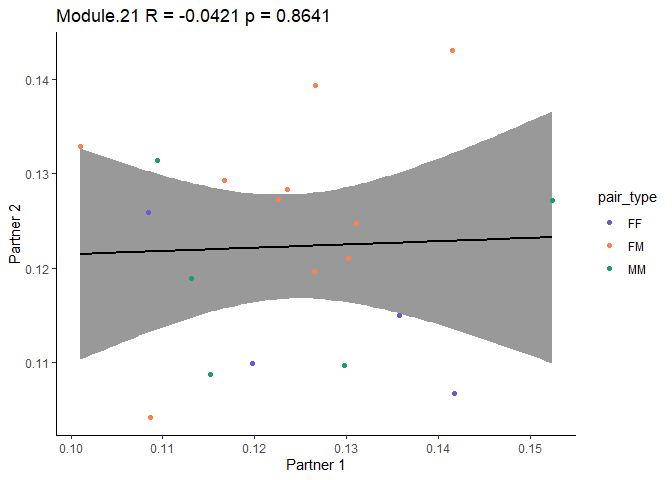 Module.21 R = -0.0421 p = 0.8641
0.14
0.13
0.12
0.11
Partner 2
0.10
0.11
0.12
0.13
0.14
0.15
Partner 1
pair_type
FF
FM
MM